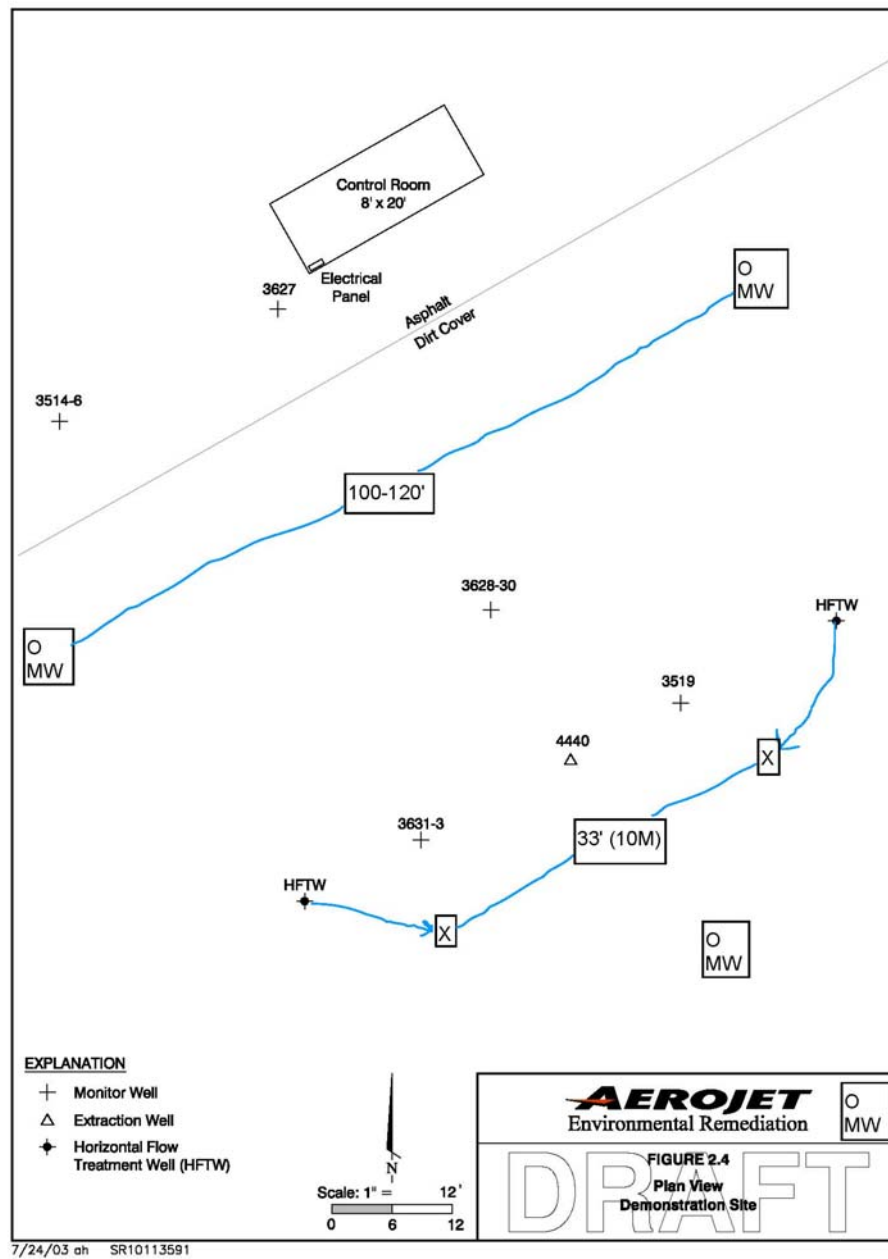 Control Room
8' x 20'
Electrical
Panel
3627
Asphalt
Dirt Cover
O
MW
3514-6
100-120'
3628-30
HFTW
O
MW
3519
4440
X
3631-3
33' (10M)
HFTW
X
O
MW
EXPLANATION
Monitor Well
Extraction Well
Horizontal Flow
Treatment Well (HFTW)
N
Scale: 1" = 12'
0 6 12
AEROJET
Environmental Remediation
O
MW
DRAFT
FIGURE 2.4
Plan View
Demonstration Site
7/24/03 ah SR10113591